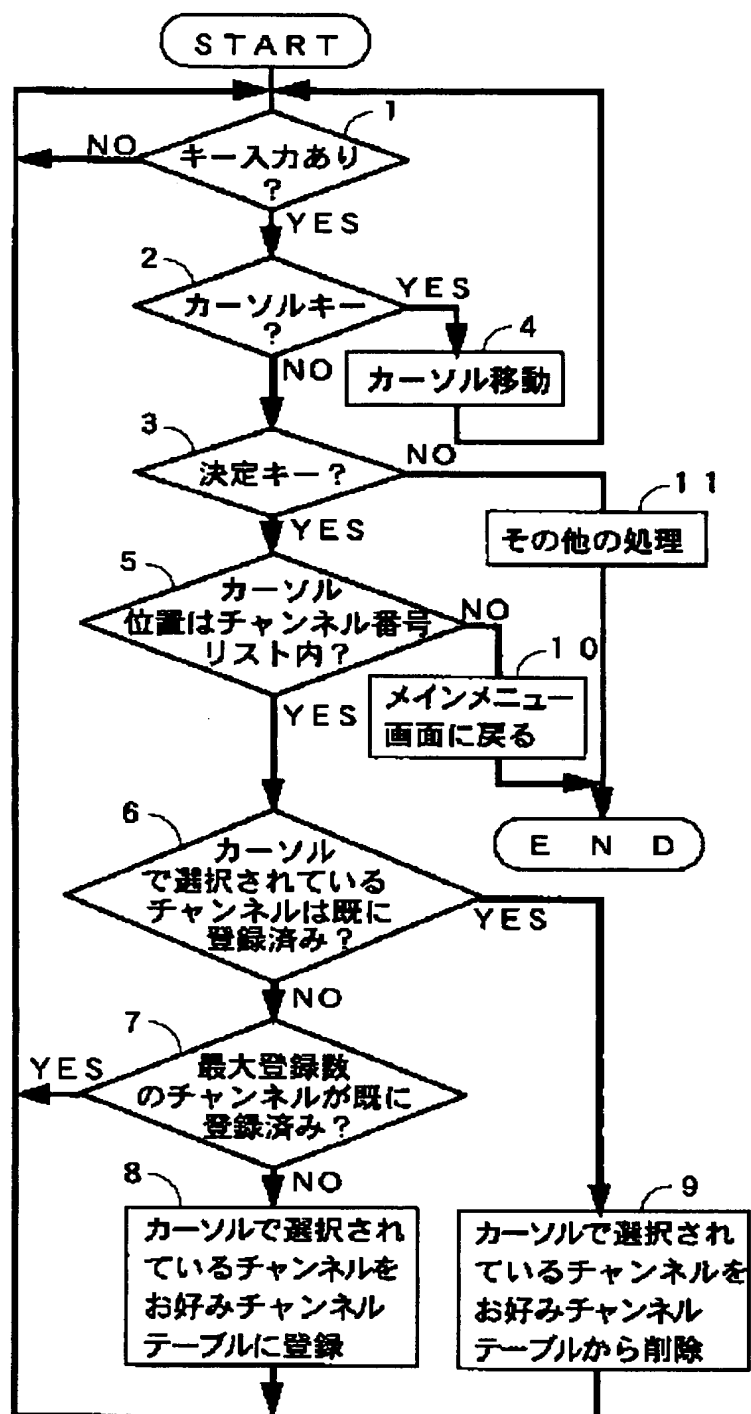 START
1
NO
キー入力あり
?
YES
2
カーソルキー
?
YES
4
カーソル移動
NO
3
決定キー?
NO
11
その他の処理
YES
5
カーソル
位置はチャンネル番号
リスト内?
NO
10
メインメニュー
画面に戻る
YES
END
6
カーソル
で選択されている
チャンネルは既に
登録済み?
YES
NO
7
最大登録数
のチャンネルが既に
登録済み?
YES
NO
8
カーソルで選択され
ているチャンネルを
お好みチャンネル
テーブルに登録
9
カーソルで選択され
ているチャンネルを
お好みチャンネル
テーブルから削除